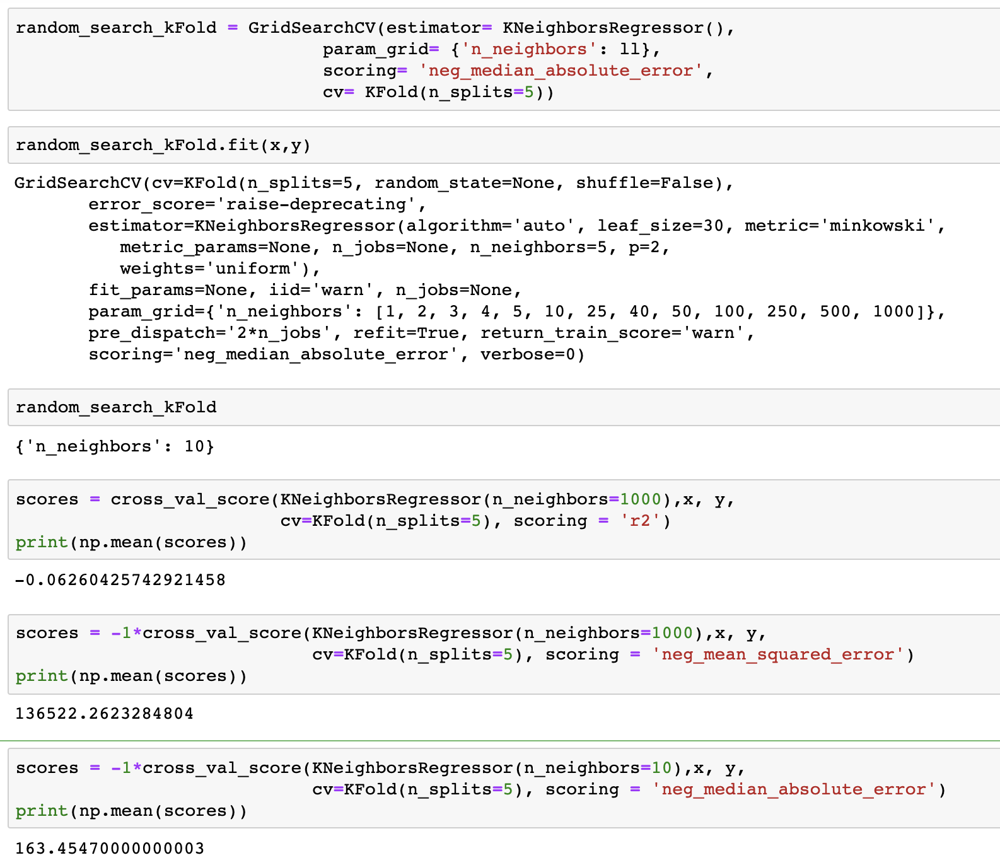 random_search_kFold = GridSearchCV(estimator= KNeighborsRegressor(),
param_grid= {'n_neighbors': ll},
scoring= 'neg_median_absolute_error',
cv= KFold(n_splits=5))
random_search_kFold.fit(x,y)
GridSearchCV(cv=KFold(n_splits=5, random_state=None, shuffle=False),
error_score='raise-deprecating',
estimator=KNeighborsRegressor(algorithm='auto', leaf_size=30, metric='minkowski',
metric_params=None, n_jobs=None, n_neighbors=5, p=2,
weights='uniform'),
fit_params=None, iid='warn', n_jobs=None,
param_grid={'n_neighbors': [1, 2, 3, 4, 5, 10, 25, 40, 50, 100, 250, 500, 1000]},
pre_dispatch='2*n_jobs', refit=True, return_train_score='warn',
scoring='neg_median_absolute_error', verbose=0)
random_search_kFold
{'n_neighbors': 10}
scores = cross_val_score(KNeighborsRegressor(n_neighbors=1000),x, y,
cv=KFold(n_splits=5), scoring = 'r2')
print(np.mean(scores))
-0.06260425742921458
scores = -1*cross_val_score(KNeighborsRegressor(n_neighbors=1000),x, y,
cv=KFold(n_splits=5), scoring = 'neg_mean_squared_error')
print(np.mean(scores))
136522.2623284804
scores = -1*cross_val_score(KNeighborsRegressor(n_neighbors=10),x, y,
cv=KFold(n_splits=5), scoring = 'neg_median_absolute_error')
print(np.mean(scores))
163.45470000000003